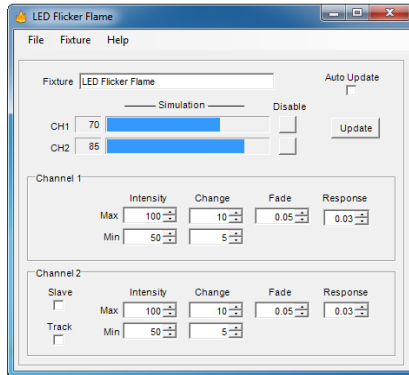 LED Flicker Flame
File Fixture Help
Fixture LED Flicker Flame Auto Update
Simulation Disable
CH1 70
CH2 85 Update
Channel 1
Intensity Change Fade Response
Max 100 10 0.05 0.03
Min 50 5
Channel 2
Slave Intensity Change Fade Response
Max 100 10 0.05 0.03
Track Min 50 5